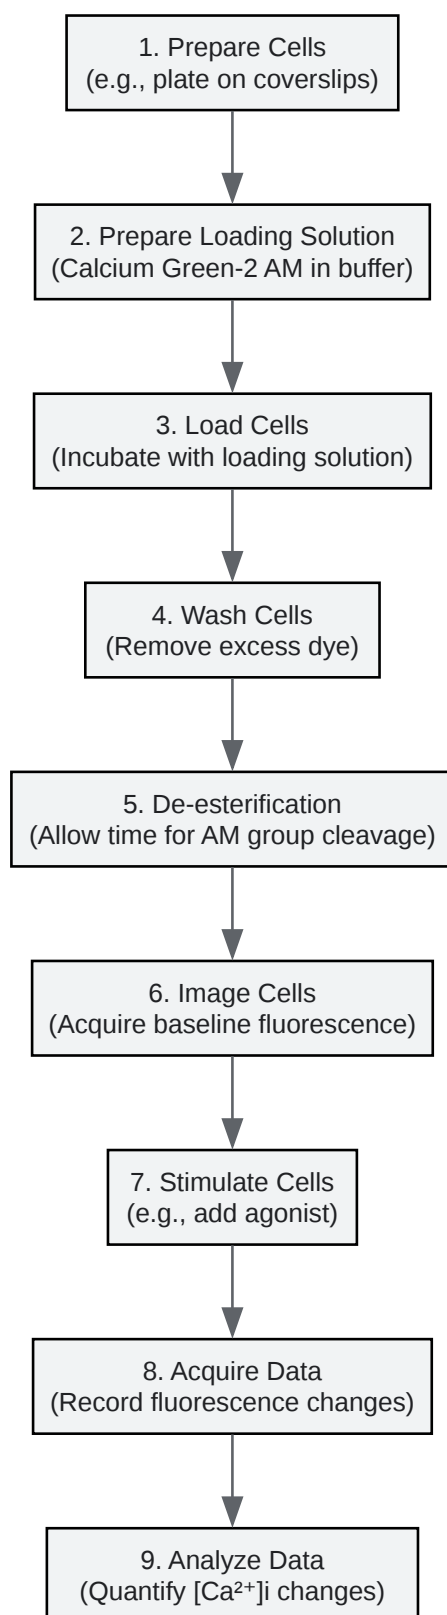 1. Prepare Cells
(e.g., plate on coverslips)
2. Prepare Loading Solution
(Calcium Green-2 AM in buffer)
3. Load Cells
(Incubate with loading solution)
4. Wash Cells
(Remove excess dye)
5. De-esterification
(Allow time for AM group cleavage)
6. Image Cells
(Acquire baseline fluorescence)
7. Stimulate Cells
(e.g., add agonist)
8. Acquire Data
(Record fluorescence changes)
9. Analyze Data
(Quantify [Ca²⁺]i changes)